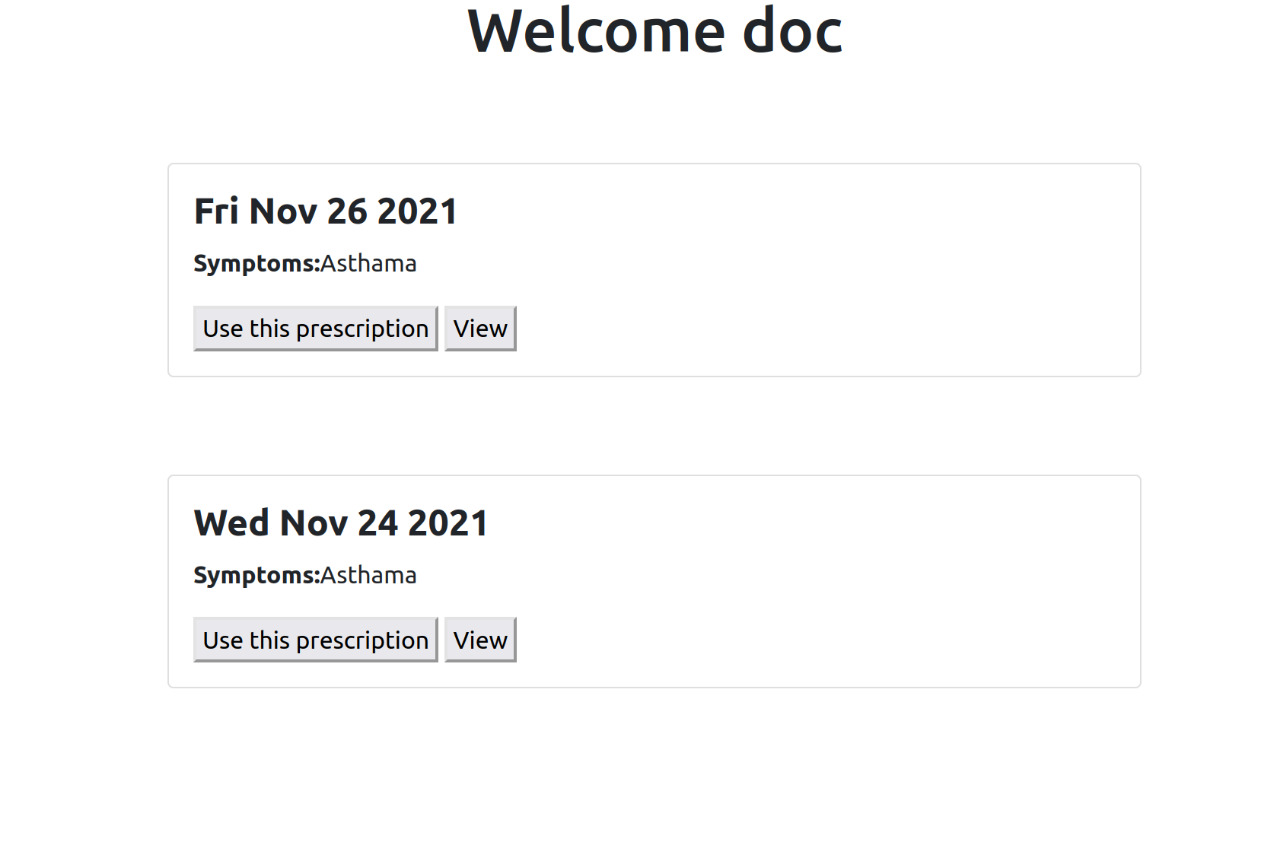 Welcome doc
Fri Nov 26 2021
Symptoms:Asthama
Use this prescription View
Wed Nov 24 2021
Symptoms:Asthama
Use this prescription View